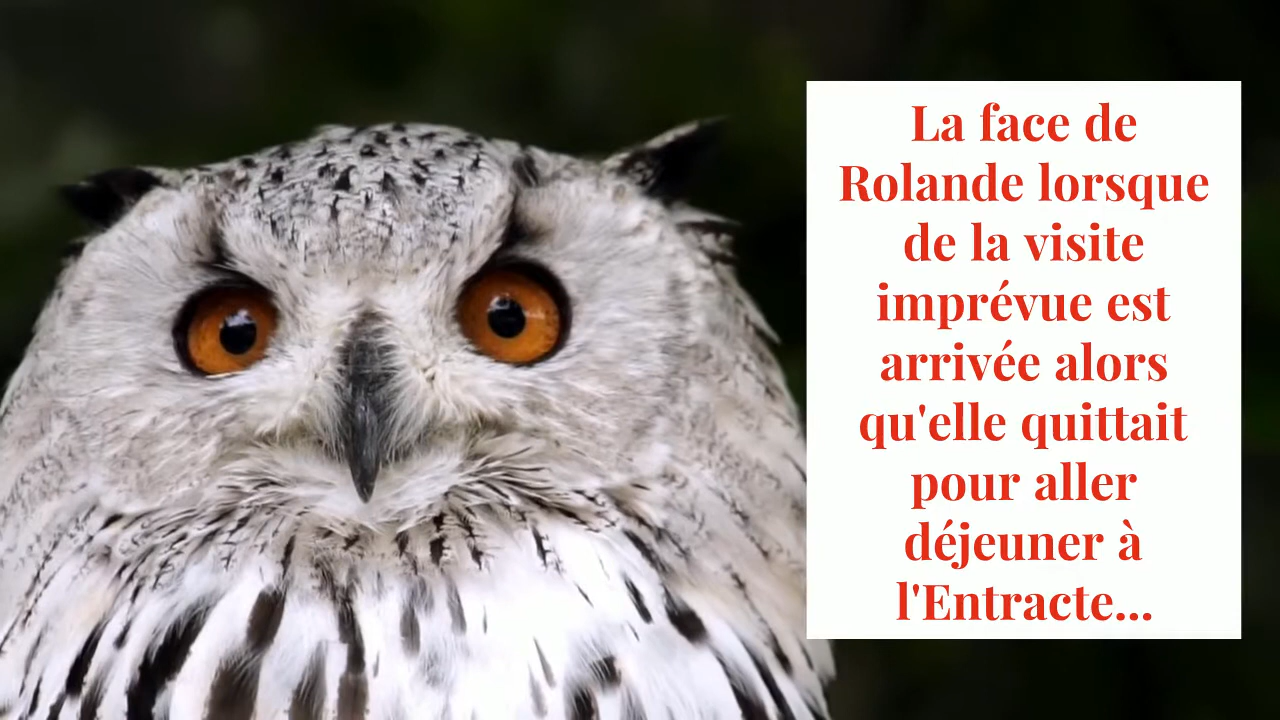 La face de
Rolande lorsque
de la visite
imprévue est
arrivée alors
qu'elle quittait
pour aller
déjeuner à
l'Entracte...